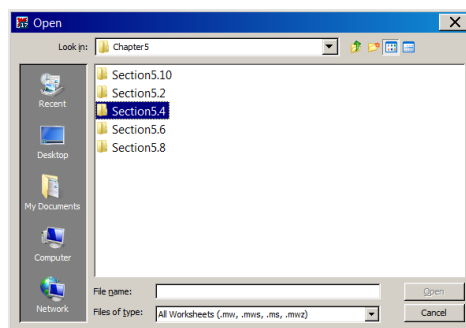 Open
Look in: Chapter5
Section5.10
Section5.2
Section5.4
Section5.6
Section5.8
Recent
Desktop
My Documents
Computer
Network
File name: Open
Files of type: All Worksheets (.mw, .mws, .ms, .mwz) Cancel